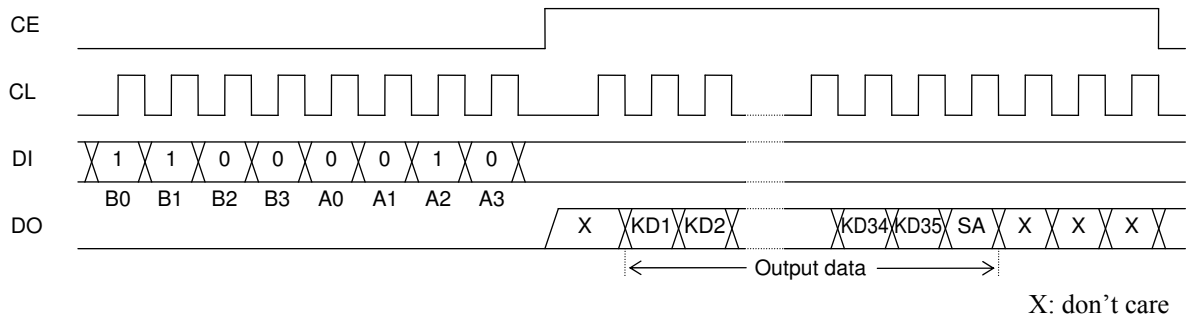 CE
CL
DI 1 1 0 0 0 0 1 0
B0 B1 B2 B3 A0 A1 A2 A3
DO X KD1 KD2 KD34 KD35 SA X X X
Output data
X: don’t care